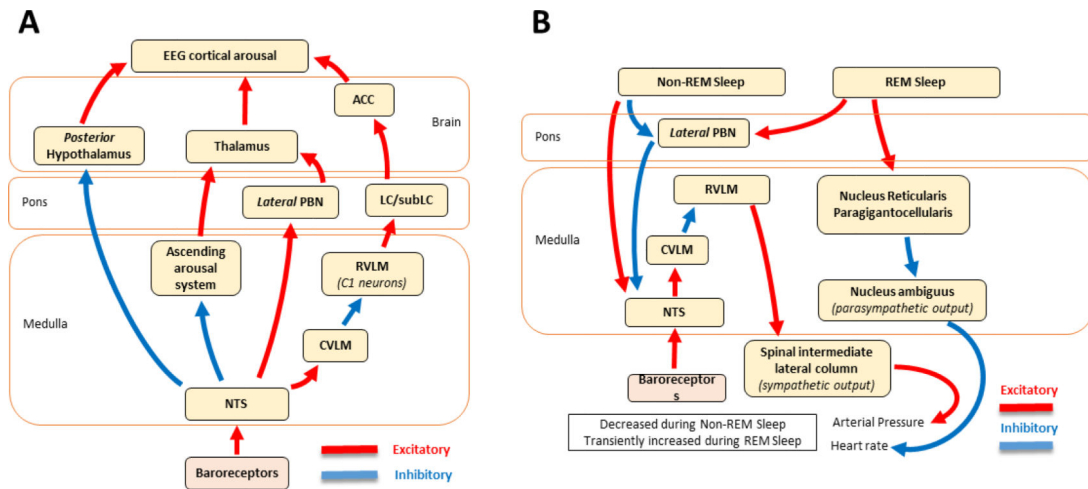 A
EEG cortical arousal
ACC
Brain
Posterior
Hypothalamus
Thalamus
Pons
Lateral PBN
LC/subLC
Ascending
arousal
system
RVLM
(C1 neurons)
Medulla
CVLM
NTS
Baroreceptors
Excitatory
Inhibitory
B
Non-REM Sleep
REM Sleep
Pons
Lateral PBN
RVLM
Nucleus Reticularis
Paragigantocellularis
Medulla
CVLM
NTS
Nucleus ambiguus
(parasympathetic output)
Spinal intermediate
lateral column
(sympathetic output)
Baroreceptor
s
Decreased during Non-REM Sleep
Transiently increased during REM Sleep
Arterial Pressure
Heart rate
Excitatory
Inhibitory